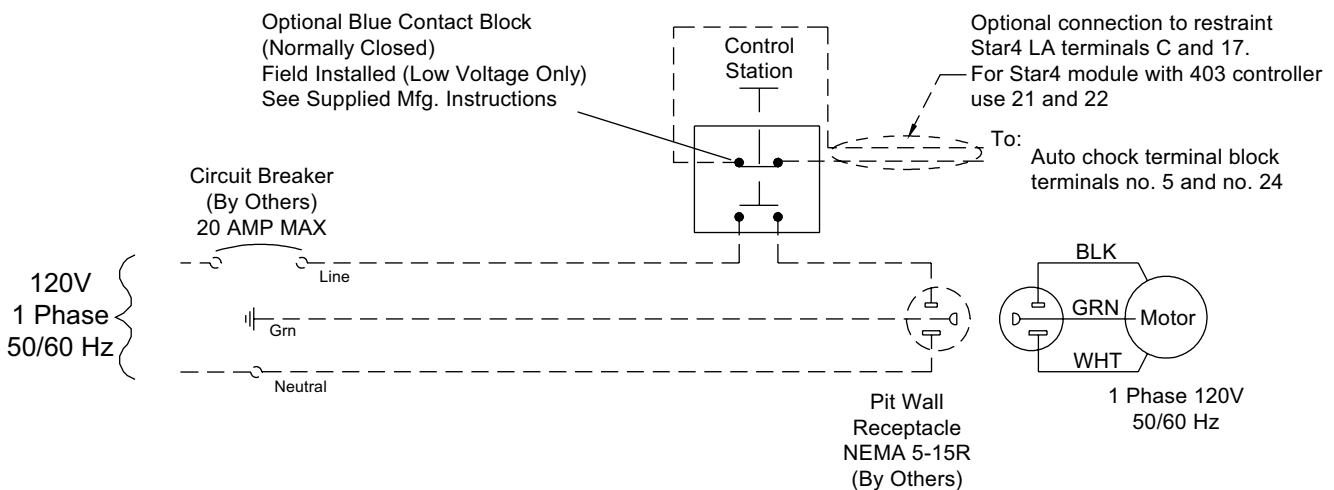 Optional Blue Contact Block
(Normally Closed)
Field Installed (Low Voltage Only)
See Supplied Mfg. Instructions
Control
Station
Optional connection to restraint
Star4 LA terminals C and 17.
For Star4 module with 403 controller
use 21 and 22
To:
Auto chock terminal block
terminals no. 5 and no. 24
Circuit Breaker
(By Others)
20 AMP MAX
120V
1 Phase
50/60 Hz
Line
Grn
Neutral
BLK
GRN
WHT
Motor
Pit Wall
Receptacle
NEMA 5-15R
(By Others)
1 Phase 120V
50/60 Hz